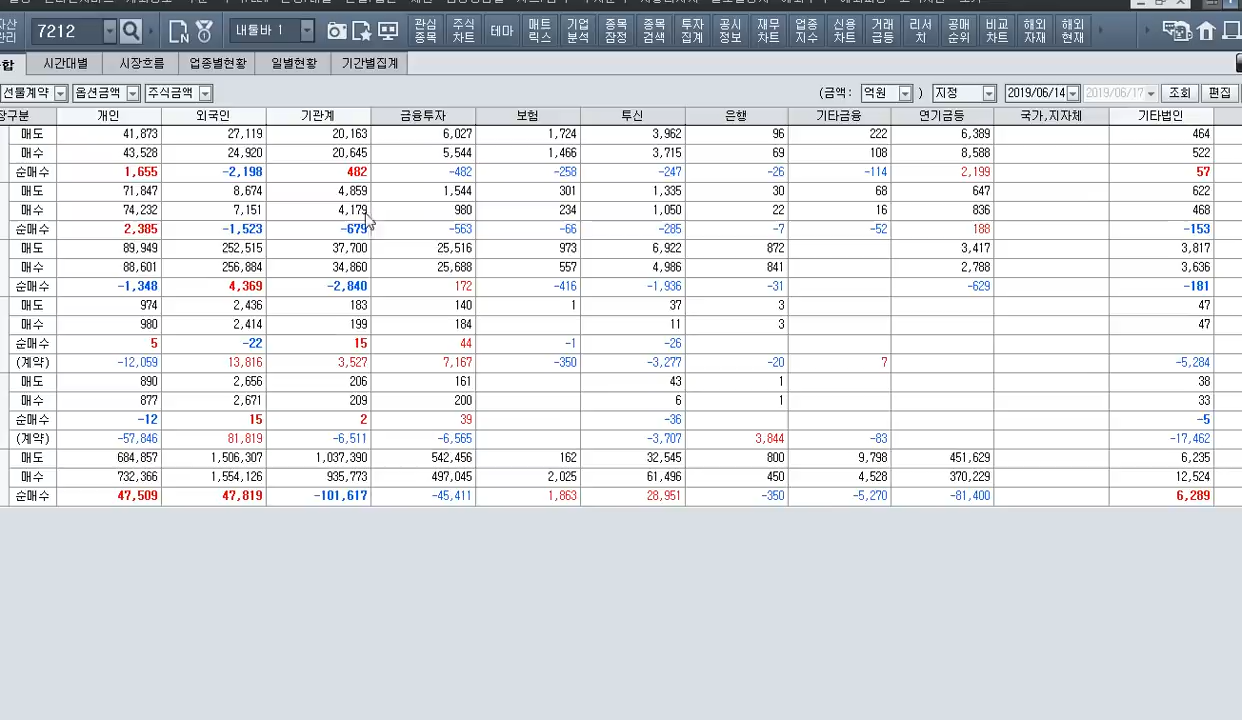 자산 7212 내툴바 1 관심 주식 테마 매트 기업 종목 종목 투자 공시 재무 업종 신용 거래 리서 공매 비교 해외 해외
관리 종목 차트 릭스 분석 잠정 검색 집계 정보 차트 지수 차트 급등 치 순위 차트 자재 현재
합 시간대별 시장흐름 업종별현황 일별현황 기간별집계
선물계약 옵션금액 주식금액 (금액: 억원 ) 지정 2019/06/14 2019/06/17 조회 편집
장구분 개인 외국인 기관계 금융투자 보험 투신 은행 기타금융 연기금등 국가,지자체 기타법인
매도 41,873 27,119 20,163 6,027 1,724 3,962 96 222 6,389 464
매수 43,528 24,920 20,645 5,544 1,466 3,715 69 108 8,588 522
순매수 1,655 -2,198 482 -482 -258 -247 -26 -114 2,199 57
매도 71,847 8,674 4,859 1,544 301 1,335 30 68 647 622
매수 74,232 7,151 4,179 980 234 1,050 22 16 836 468
순매수 2,385 -1,523 -679 -563 -66 -285 -7 -52 188 -153
매도 89,949 252,515 37,700 25,516 973 6,922 872 3,417 3,817
매수 88,601 256,884 34,860 25,688 557 4,986 841 2,788 3,636
순매수 -1,348 4,369 -2,840 172 -416 -1,936 -31 -629 -181
매도 974 2,436 183 140 1 37 3 47
매수 980 2,414 199 184 11 3 47
순매수 5 -22 15 44 -1 -26
(계약) -12,059 13,816 3,527 7,167 -350 -3,277 -20 7 -5,284
매도 890 2,656 206 161 43 1 38
매수 877 2,671 209 200 6 1 33
순매수 -12 15 2 39 -36 -5
(계약) -57,846 81,819 -6,511 -6,565 -3,707 3,844 -83 -17,462
매도 684,857 1,506,307 1,037,390 542,456 162 32,545 800 9,798 451,629 6,235
매수 732,366 1,554,126 935,773 497,045 2,025 61,496 450 4,528 370,229 12,524
순매수 47,509 47,819 -101,617 -45,411 1,863 28,951 -350 -5,270 -81,400 6,289